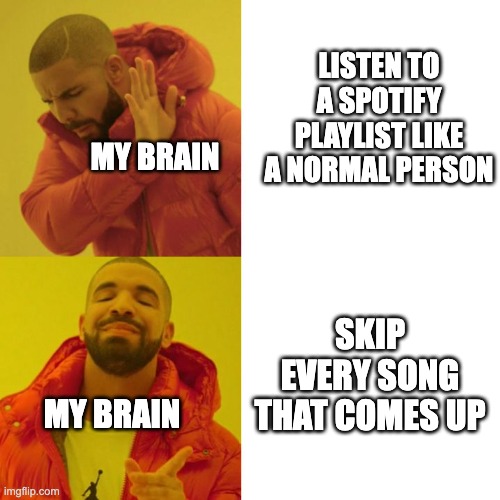 LISTEN TO
A SPOTIFY
PLAYLIST LIKE
A NORMAL PERSON
MY BRAIN
SKIP
EVERY SONG
THAT COMES UP
MY BRAIN
imgflip.com